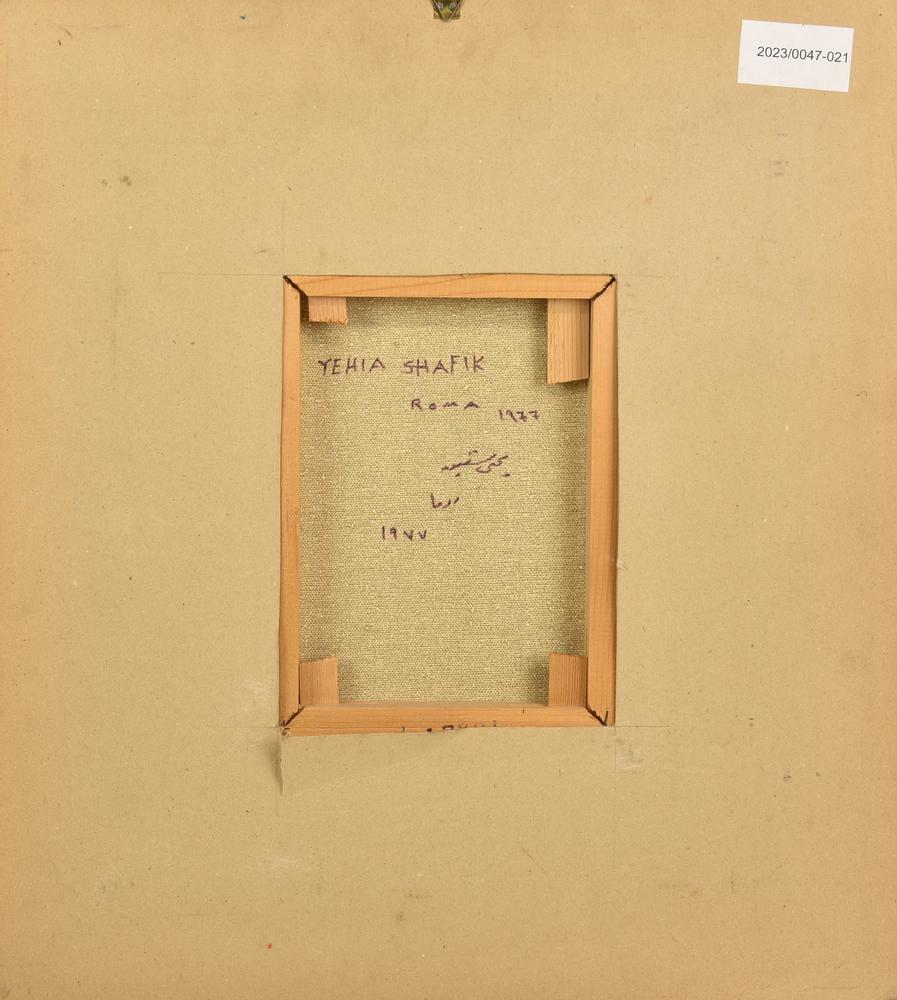 2023/0047-021
YEHIA SHAFIK
ROMA 1977
يحيى شفيق
روما
١٩٧٧